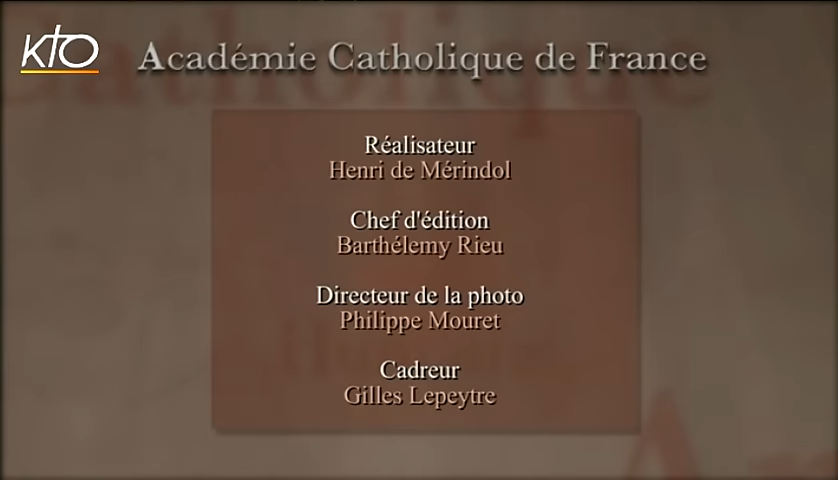 KTO
Académie Catholique de France
Réalisateur
Henri de Mérindol
Chef d'édition
Barthélemy Rieu
Directeur de la photo
Philippe Mouret
Cadreur
Gilles Lepeytre